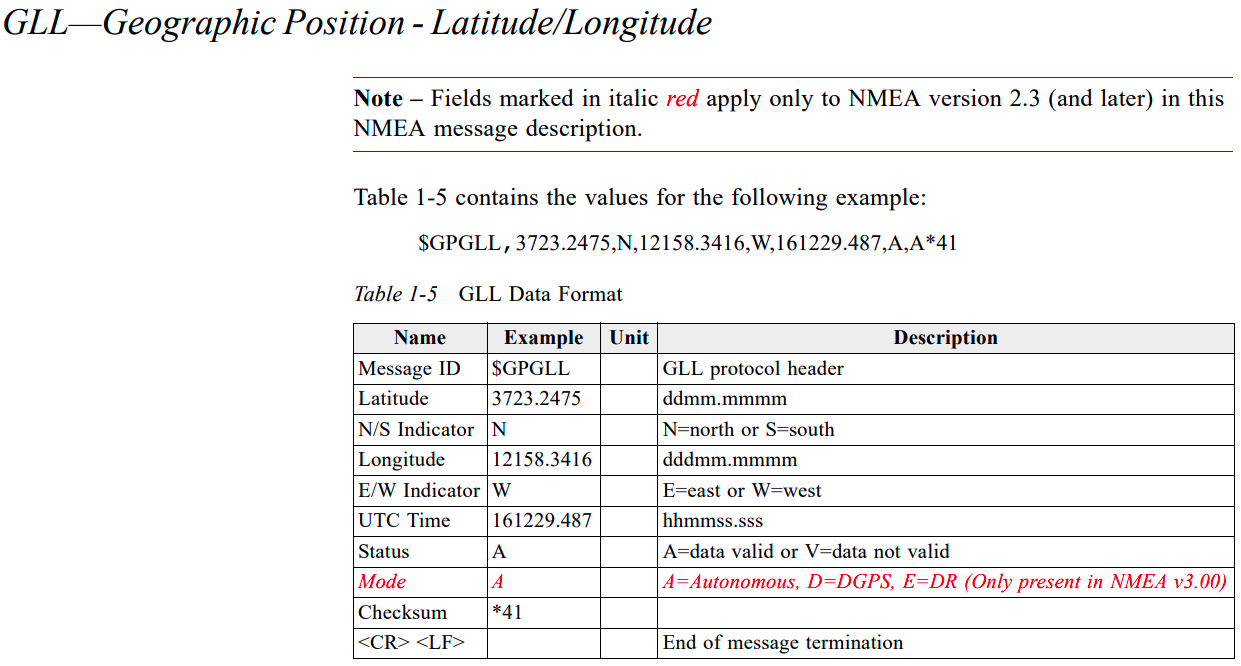 GLL—Geographic Position - Latitude/Longitude
Note – Fields marked in italic red apply only to NMEA version 2.3 (and later) in this
NMEA message description.
Table 1-5 contains the values for the following example:
$GPGLL,3723.2475,N,12158.3416,W,161229.487,A,A*41
Table 1-5 GLL Data Format
Name Example Unit Description
Message ID $GPGLL GLL protocol header
Latitude 3723.2475 ddmm.mmmm
N/S Indicator N N=north or S=south
Longitude 12158.3416 dddmm.mmmm
E/W Indicator W E=east or W=west
UTC Time 161229.487 hhmmss.sss
Status A A=data valid or V=data not valid
Mode A A=Autonomous, D=DGPS, E=DR (Only present in NMEA v3.00)
Checksum *41
<CR> <LF> End of message termination